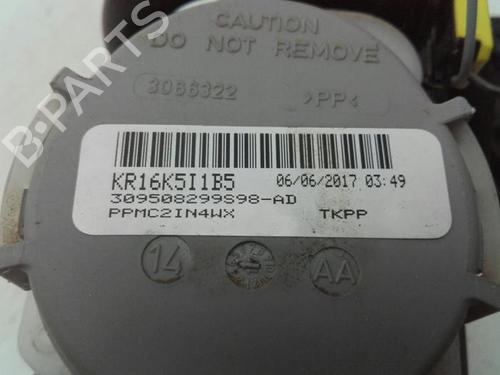 CAUTION
DO NOT REMOVE
3086322 >PP<
KR16K5I1B5 06/06/2017 03:49
309508299S98-AD
PPMC2IN4WX TKPP
14 AA
B-PARTS